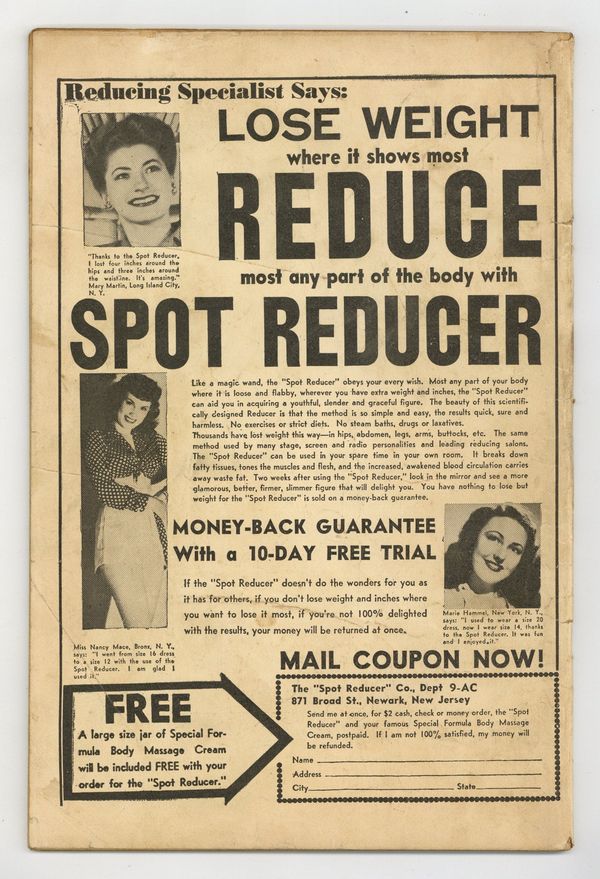 Reducing Specialist Says:
LOSE WEIGHT
where it shows most
REDUCE
most any part of the body with
"Thanks to the Spot Reducer,
I lost four inches around the
hips and three inches around
the waistline. It's amazing."
Mary Martin, Long Island City,
N. Y.
SPOT REDUCER
Like a magic wand, the "Spot Reducer" obeys your every wish. Most any part of your body
where it is loose and flabby, wherever you have extra weight and inches, the "Spot Reducer"
can aid you in acquiring a youthful, slender and graceful figure. The beauty of this scientifi-
cally designed Reducer is that the method is so simple and easy, the results quick, sure and
harmless. No exercises or strict diets. No steam baths, drugs or laxatives.
Thousands have lost weight this way—in hips, abdomen, legs, arms, buttocks, etc. The same
method used by many stage, screen and radio personalities and leading reducing salons.
The "Spot Reducer" can be used in your spare time in your own room. It breaks down
fatty tissues, tones the muscles and flesh, and the increased, awakened blood circulation carries
away waste fat. Two weeks after using the "Spot Reducer," look in the mirror and see a more
glamorous, better, firmer, slimmer figure that will delight you. You have nothing to lose but
weight for the "Spot Reducer" is sold on a money-back guarantee.
MONEY-BACK GUARANTEE
With a 10-DAY FREE TRIAL
If the "Spot Reducer" doesn't do the wonders for you as
it has for others, if you don't lose weight and inches where
you want to lose it most, if you're not 100% delighted
with the results, your money will be returned at once.
Marie Hammel, New York, N. Y.,
says: "I used to wear a size 20
dress, now I wear size 14, thanks
to the Spot Reducer. It was fun
and I enjoyed it."
Miss Nancy Mace, Bronx, N. Y.,
says: "I went from size 16 dress
to a size 12 with the use of the
Spot Reducer. I am glad I
used it."
MAIL COUPON NOW!
FREE
A large size jar of Special For-
mula Body Massage Cream
will be included FREE with your
order for the "Spot Reducer."
The "Spot Reducer" Co., Dept 9-AC
871 Broad St., Newark, New Jersey
Send me at once, for $2 cash, check or money order, the "Spot
Reducer" and your famous Special Formula Body Massage
Cream, postpaid. If I am not 100% satisfied, my money will
be refunded.
Name
Address
City State